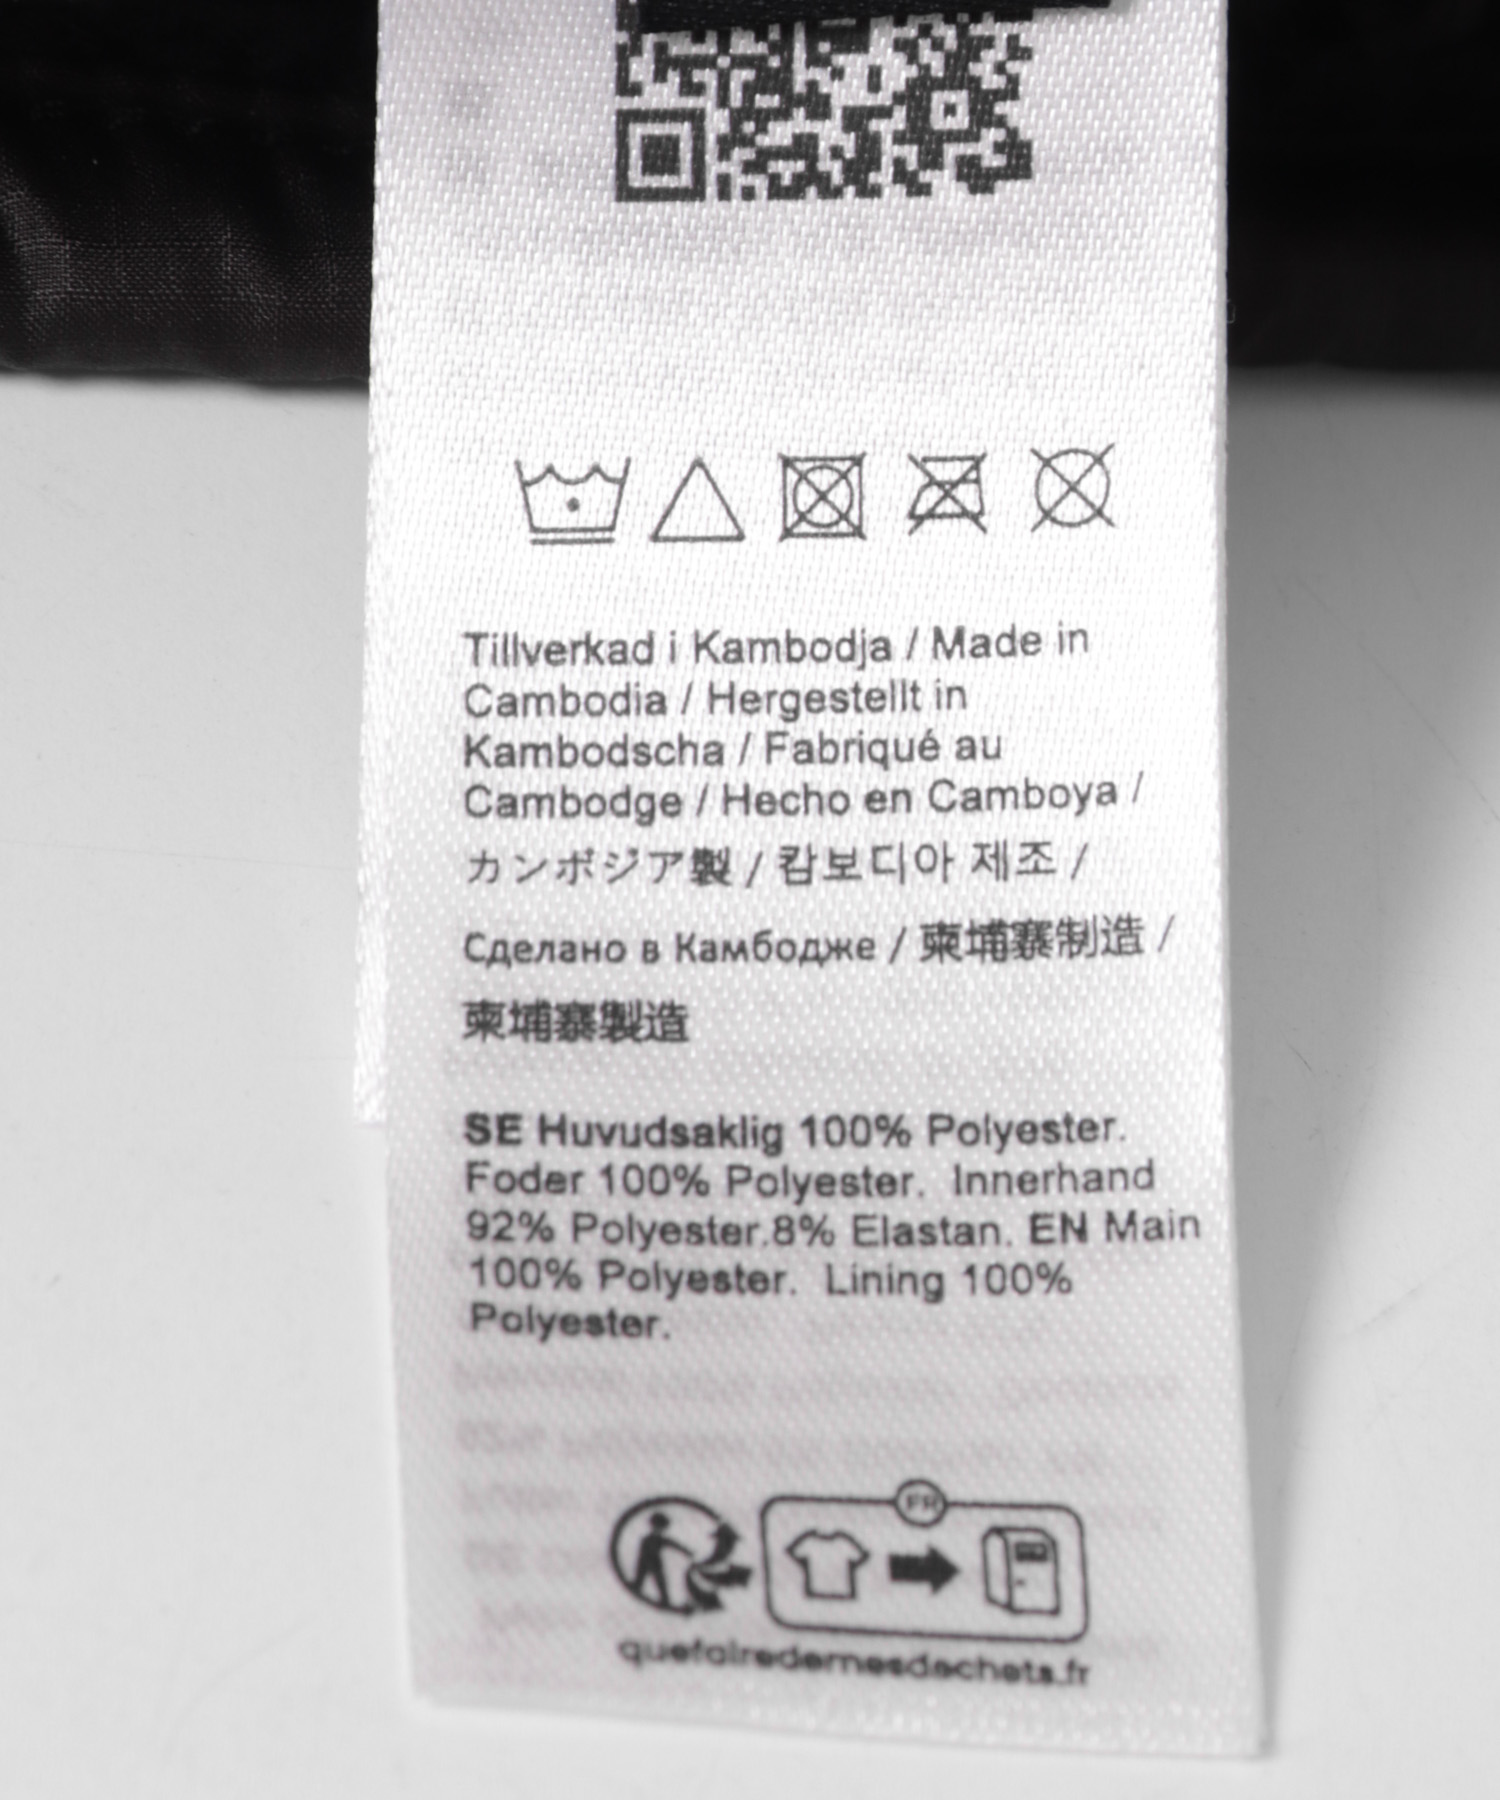 Tillverkad i Kambodja / Made in
Cambodia / Hergestellt in
Kambodscha / Fabriqué au
Cambodge / Hecho en Camboya /
カンボジア製 / 캄보디아 제조 /
Сделано в Камбодже / 柬埔寨制造 /
柬埔寨製造
SE Huvudsaklig 100% Polyester.
Foder 100% Polyester. Innerhand
92% Polyester.8% Elastan. EN Main
100% Polyester. Lining 100%
Polyester.
FR
quefairedemesdechets.fr